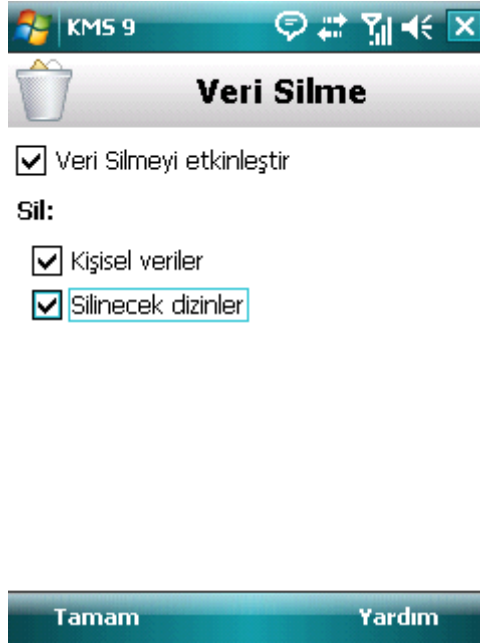 KMS 9
Veri Silme
Veri Silmeyi etkinleştir
Sil:
Kişisel veriler
Silinecek dizinler
Tamam Yardım